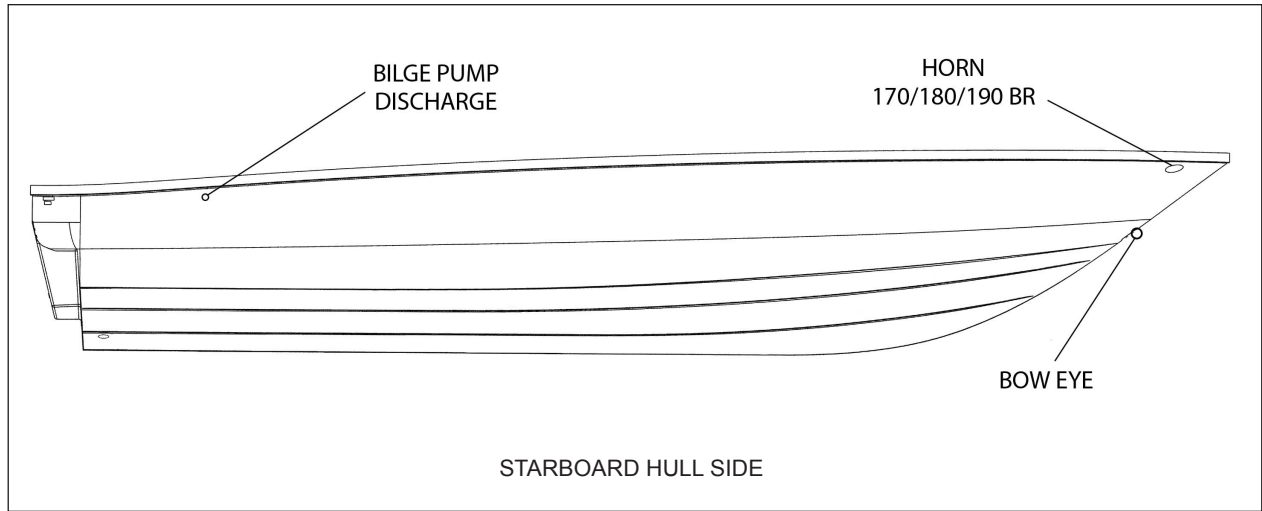 BILGE PUMP
DISCHARGE
HORN
170/180/190 BR
BOW EYE
STARBOARD HULL SIDE